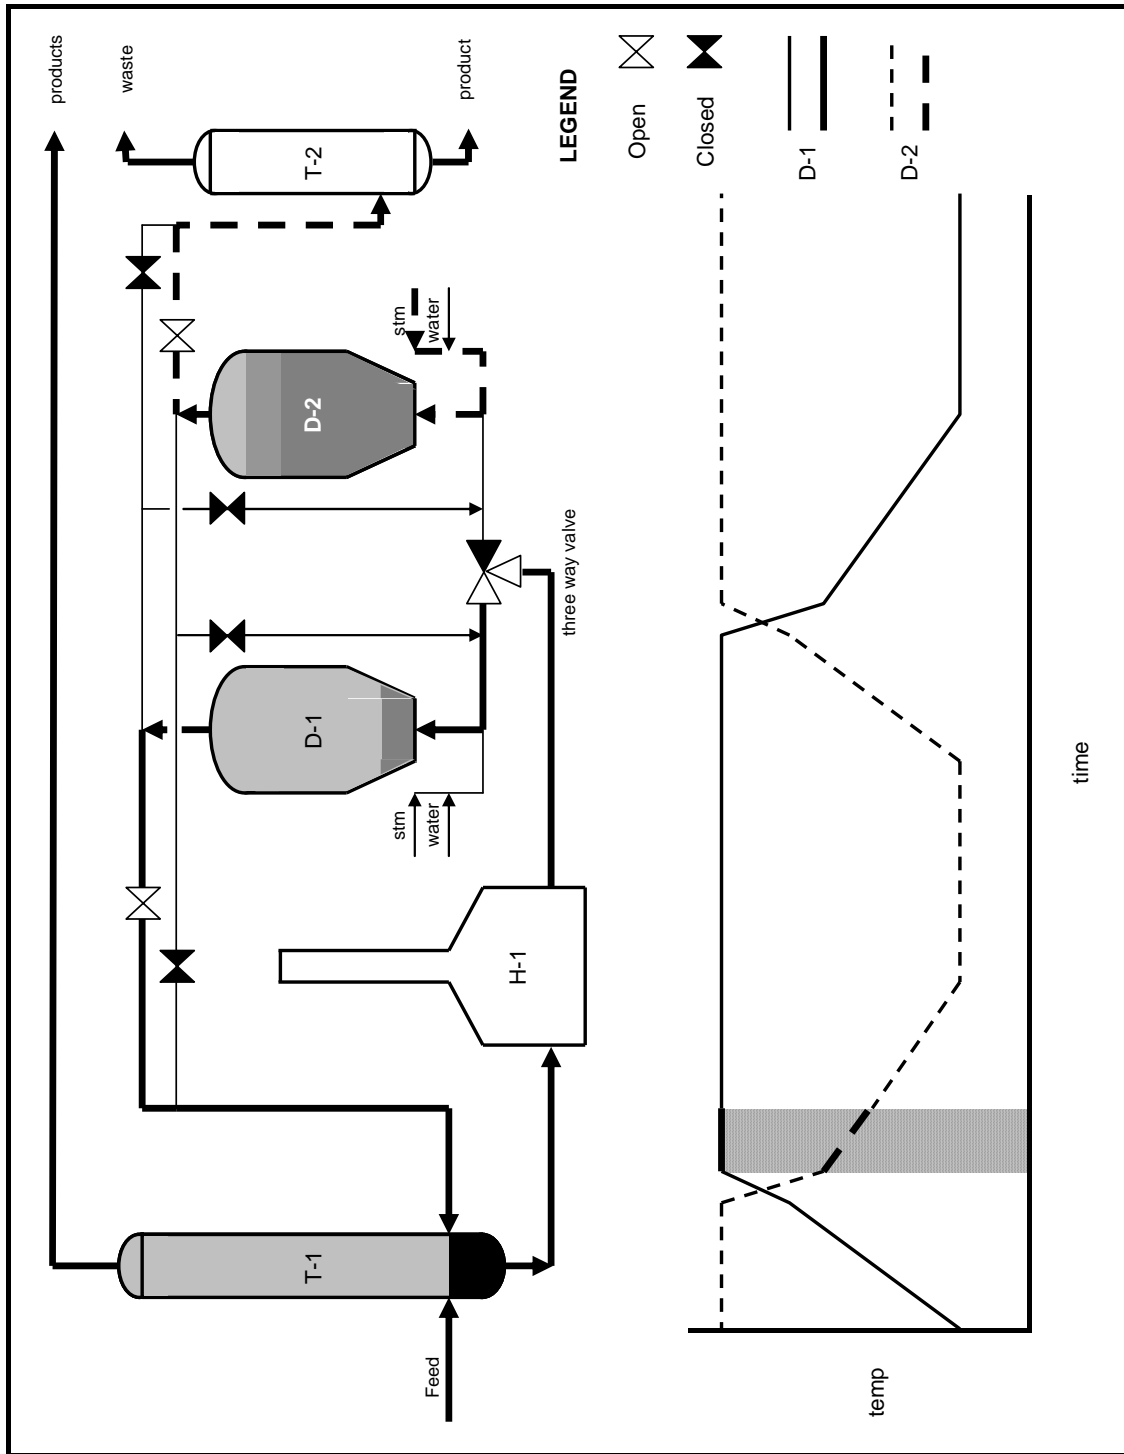 products
waste
product
T-2
stm
water
D-2
three way valve
D-1
stm
water
H-1
T-1
Feed
LEGEND
Open
Closed
D-1
D-2
temp
time